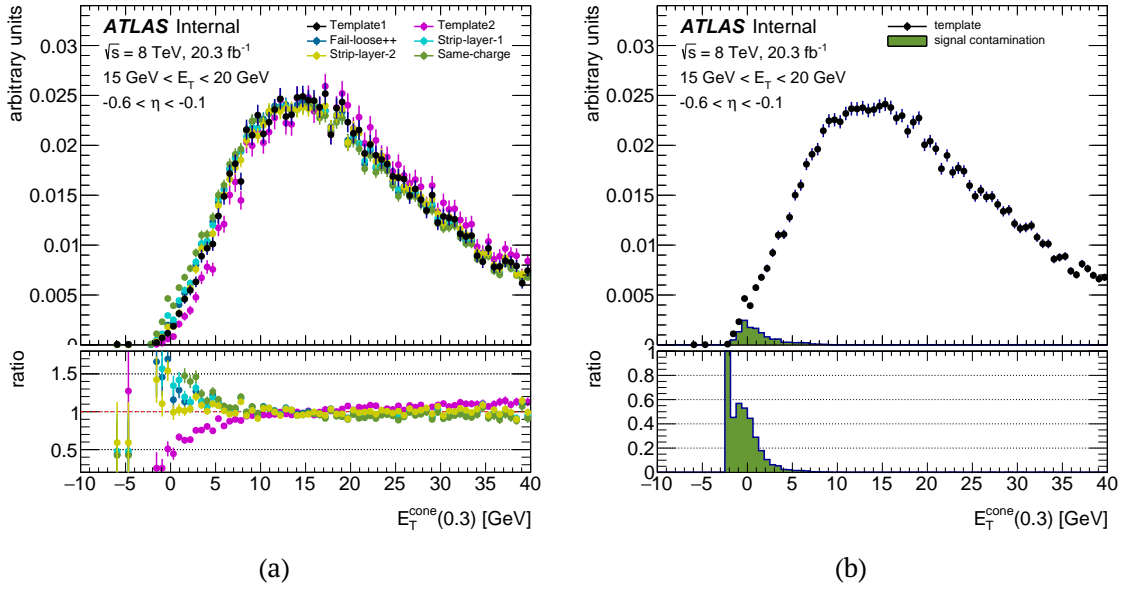 ATLAS Internal
√s = 8 TeV, 20.3 fb⁻¹
15 GeV < E_T < 20 GeV
-0.6 < η < -0.1
Template1
Template2
Fail-loose++
Strip-layer-1
Strip-layer-2
Same-charge
arbitrary units
0.03
0.025
0.02
0.015
0.01
0.005
0
ratio
1.5
1
0.5
−10 −5 0 5 10 15 20 25 30 35 40
E_T^cone(0.3) [GeV]
(a)
ATLAS Internal
√s = 8 TeV, 20.3 fb⁻¹
15 GeV < E_T < 20 GeV
-0.6 < η < -0.1
template
signal contamination
arbitrary units
0.03
0.025
0.02
0.015
0.01
0.005
0
ratio
1
0.8
0.6
0.4
0.2
0
−10 −5 0 5 10 15 20 25 30 35 40
E_T^cone(0.3) [GeV]
(b)